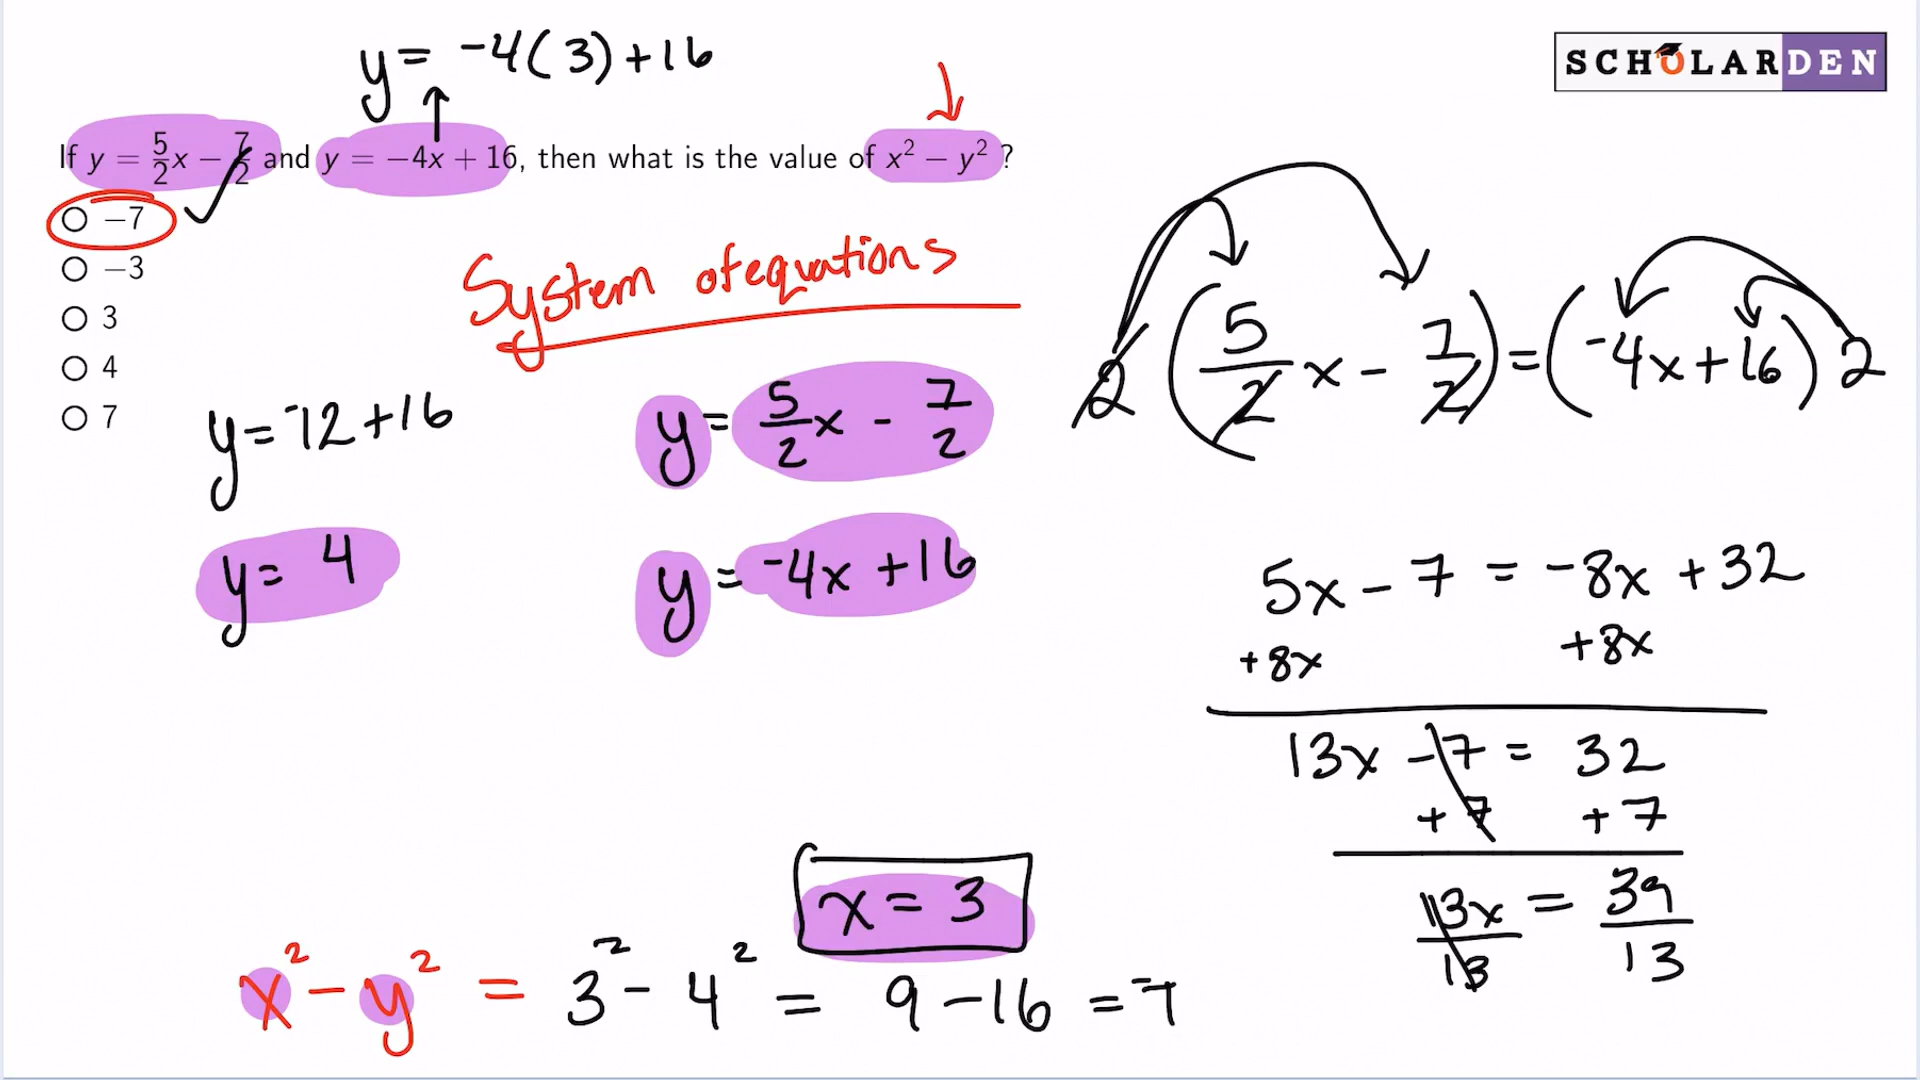 y = -4(3)+16
SCHOLARDEN
If y = 5/2x − 7/2 and y = −4x + 16, then what is the value of x² − y² ?
−7
−3
3
4
7
System of equations
2(5/2x - 7/2) = (-4x+16)2
y = -12+16
y = 5/2x - 7/2
y = 4
y = -4x +16
5x - 7 = -8x +32
+8x +8x
13x -7 = 32
+7 +7
13x/13 = 39/13
x = 3
x² - y² = 3² - 4² = 9 - 16 = -7